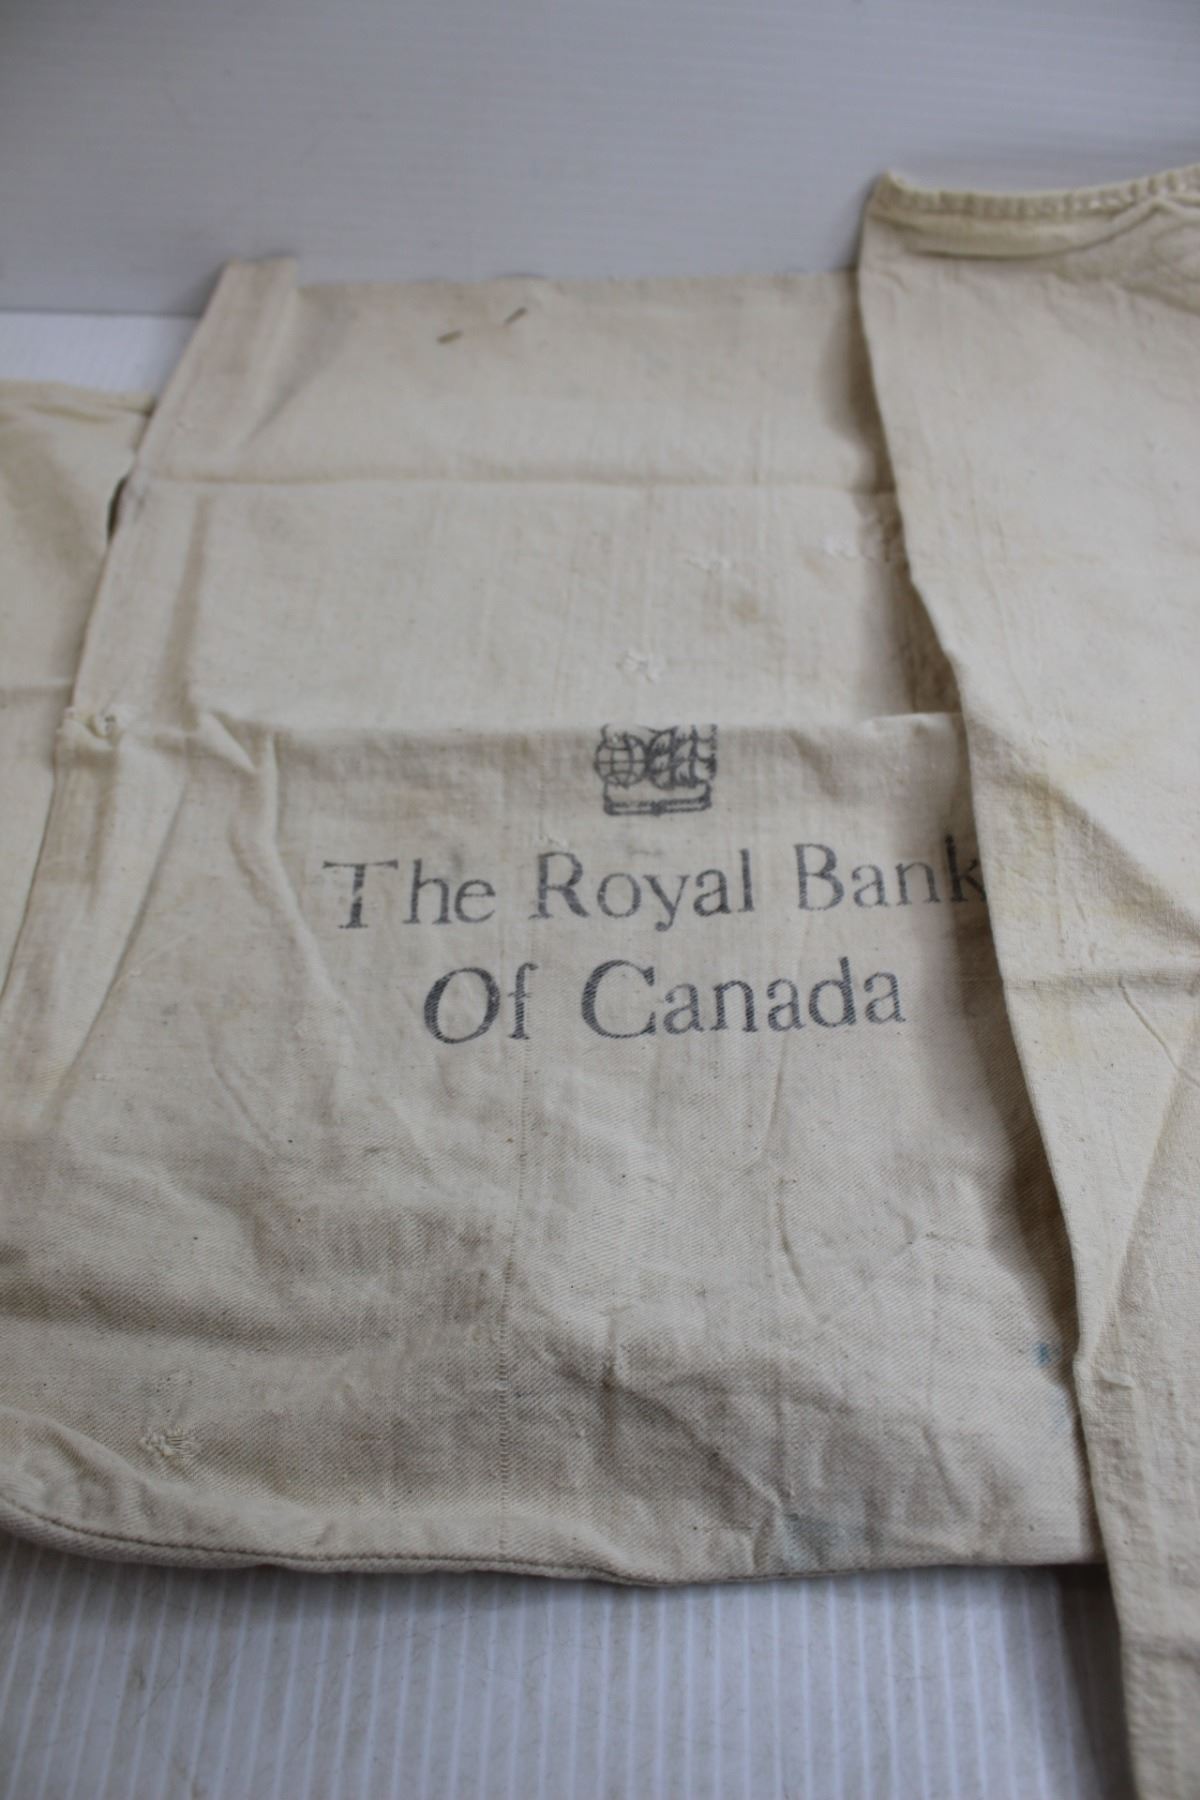 The Royal Bank
Of Canada